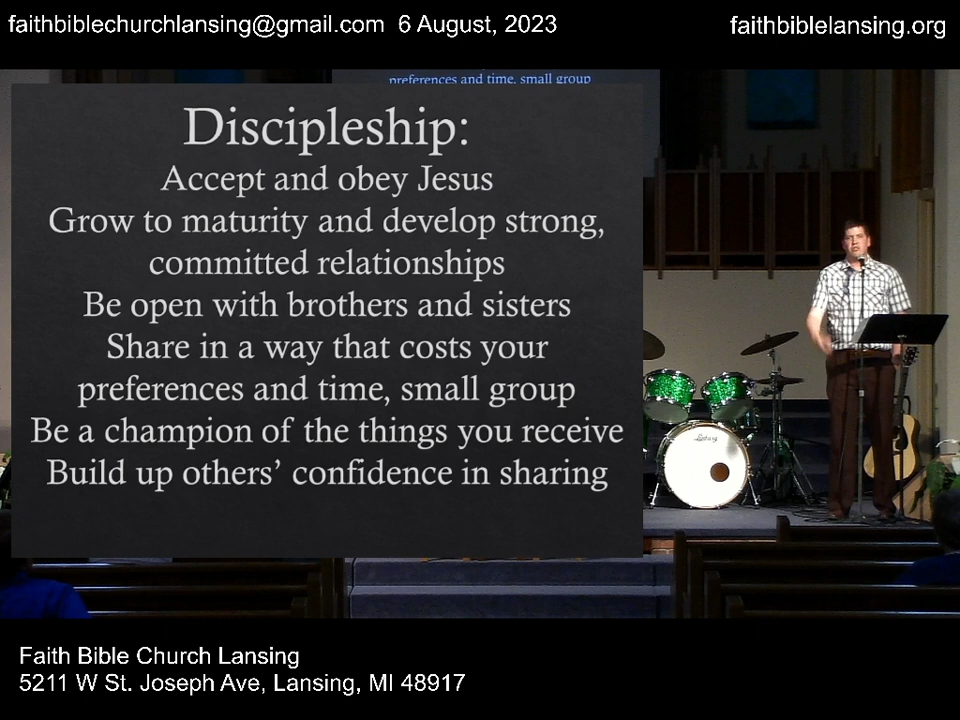 faithbiblechurchlansing@gmail.com 6 August, 2023
faithbiblelansing.org
preferences and time, small group
Discipleship:
Accept and obey Jesus
Grow to maturity and develop strong,
committed relationships
Be open with brothers and sisters
Share in a way that costs your
preferences and time, small group
Be a champion of the things you receive
Build up others’ confidence in sharing
Ludwig
Faith Bible Church Lansing
5211 W St. Joseph Ave, Lansing, MI 48917